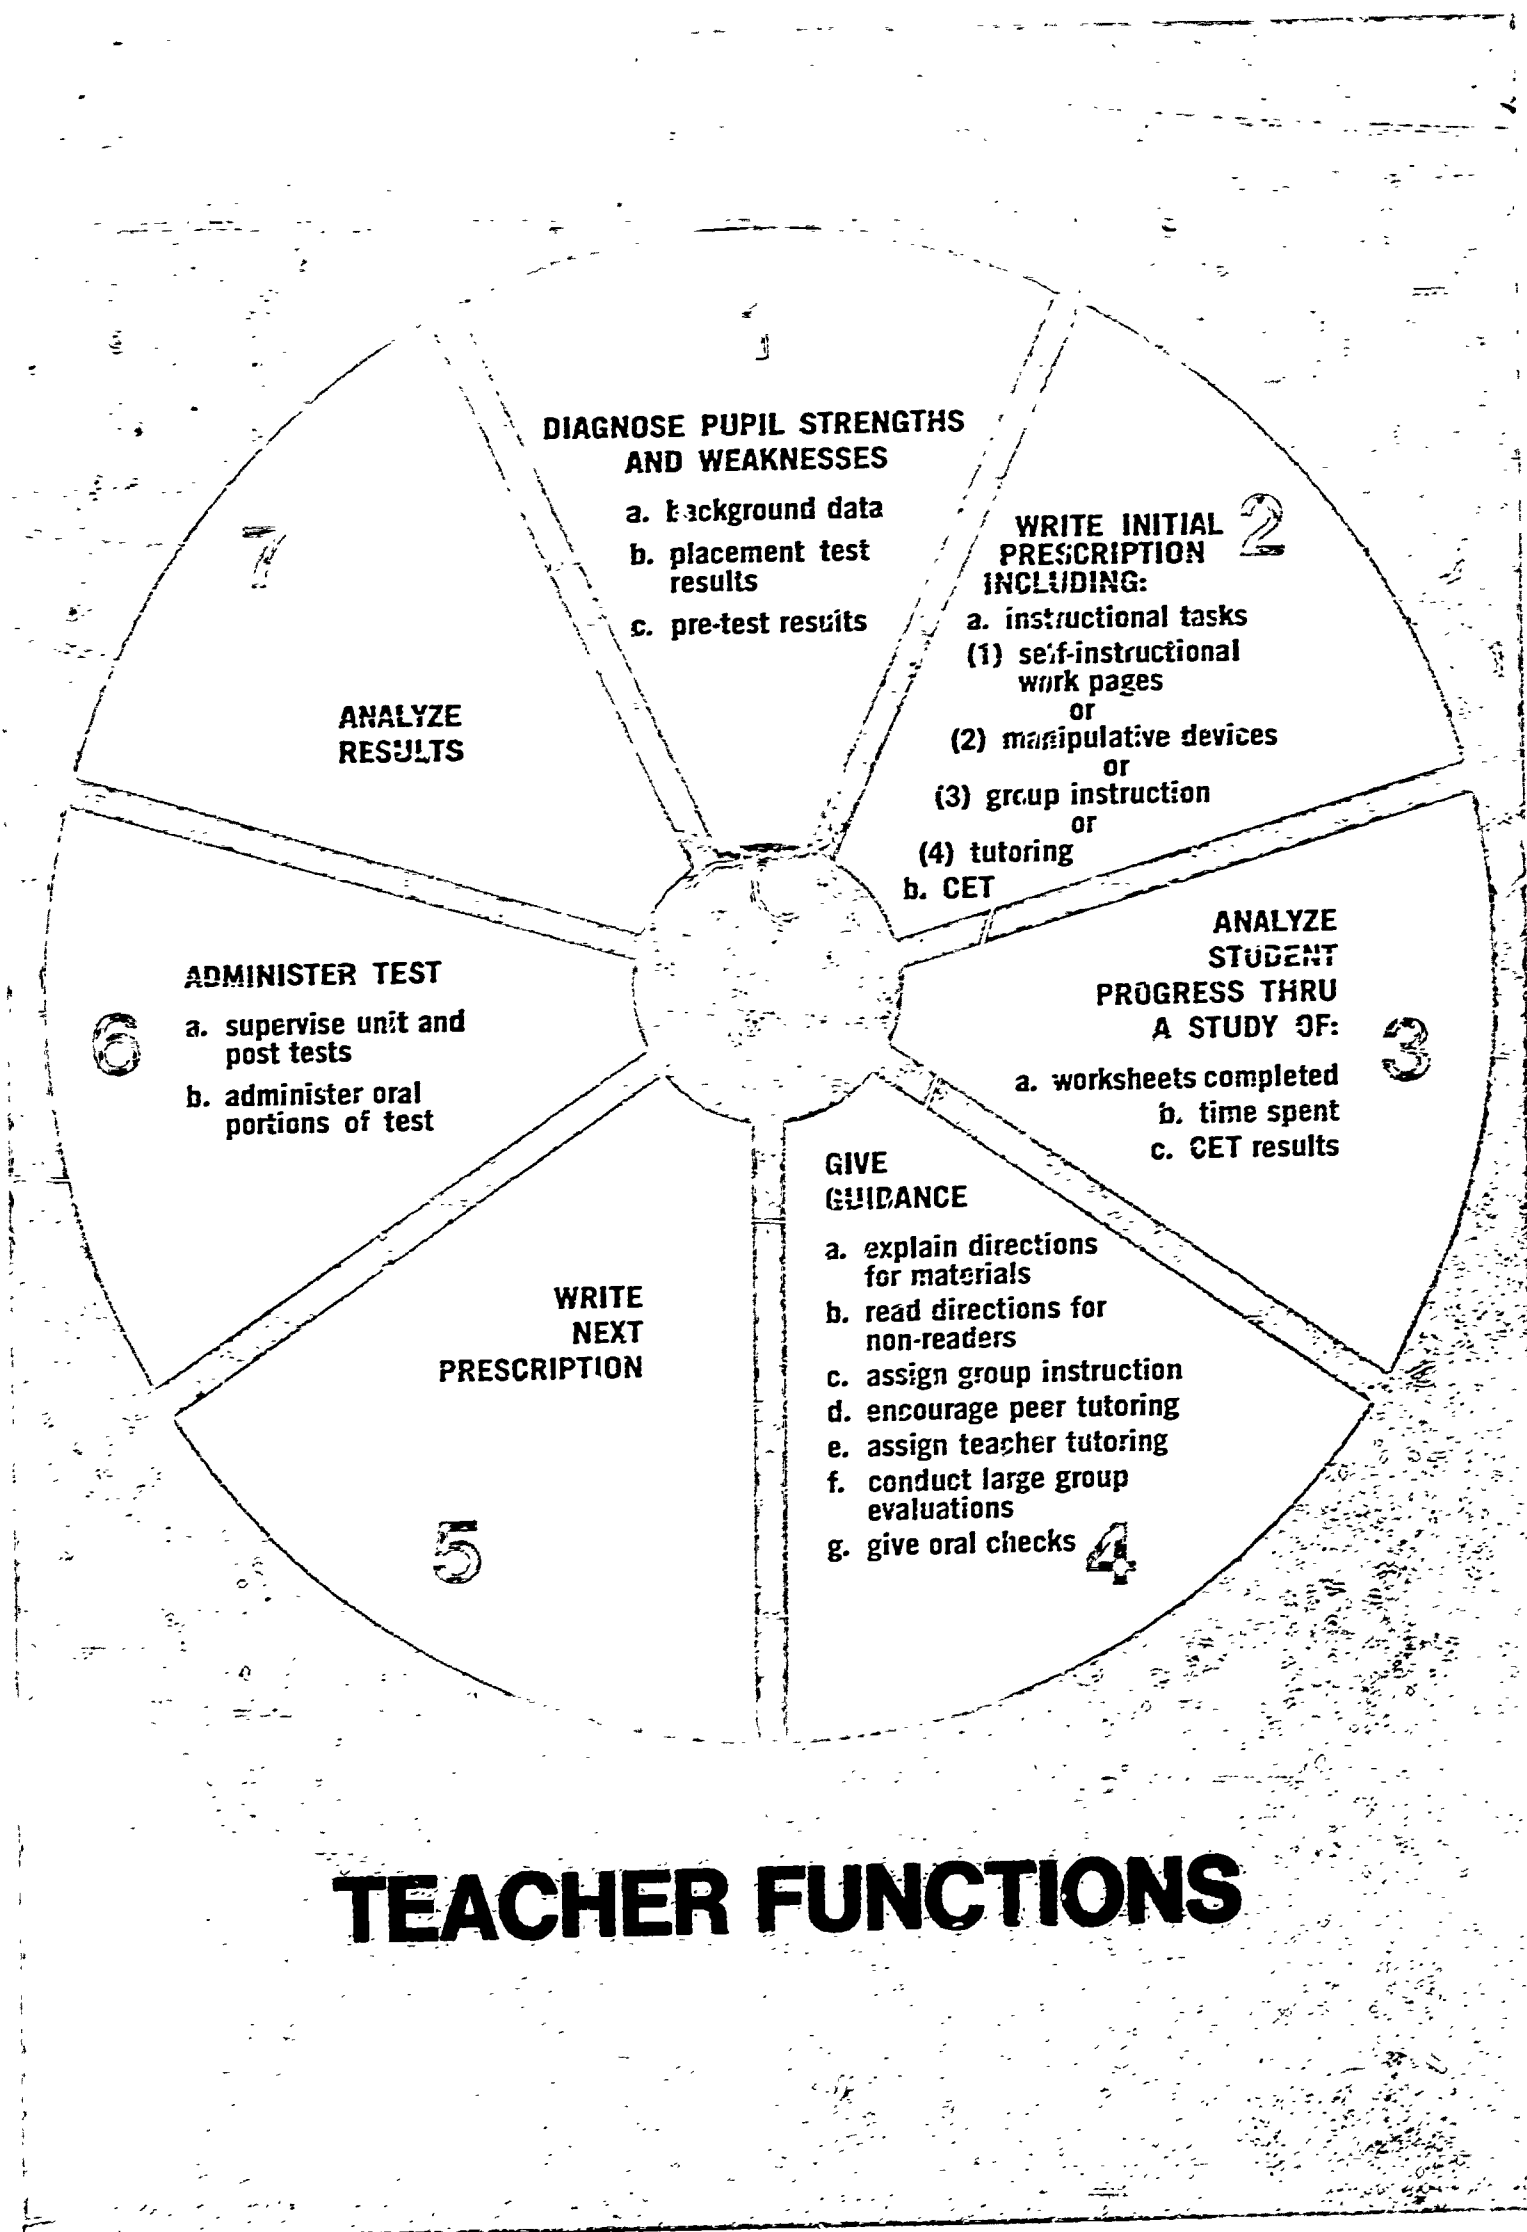 1
DIAGNOSE PUPIL STRENGTHS
AND WEAKNESSES
a. background data
b. placement test
results
c. pre-test results
2
WRITE INITIAL
PRESCRIPTION
INCLUDING:
a. instructional tasks
(1) self-instructional
work pages
or
(2) manipulative devices
or
(3) group instruction
or
(4) tutoring
b. CET
3
ANALYZE
STUDENT
PROGRESS THRU
A STUDY OF:
a. worksheets completed
b. time spent
c. CET results
GIVE
GUIDANCE
a. explain directions
for materials
b. read directions for
non-readers
c. assign group instruction
d. encourage peer tutoring
e. assign teacher tutoring
f. conduct large group
evaluations
g. give oral checks
4
WRITE
NEXT
PRESCRIPTION
5
ADMINISTER TEST
6
a. supervise unit and
post tests
b. administer oral
portions of test
7
ANALYZE
RESULTS
TEACHER FUNCTIONS